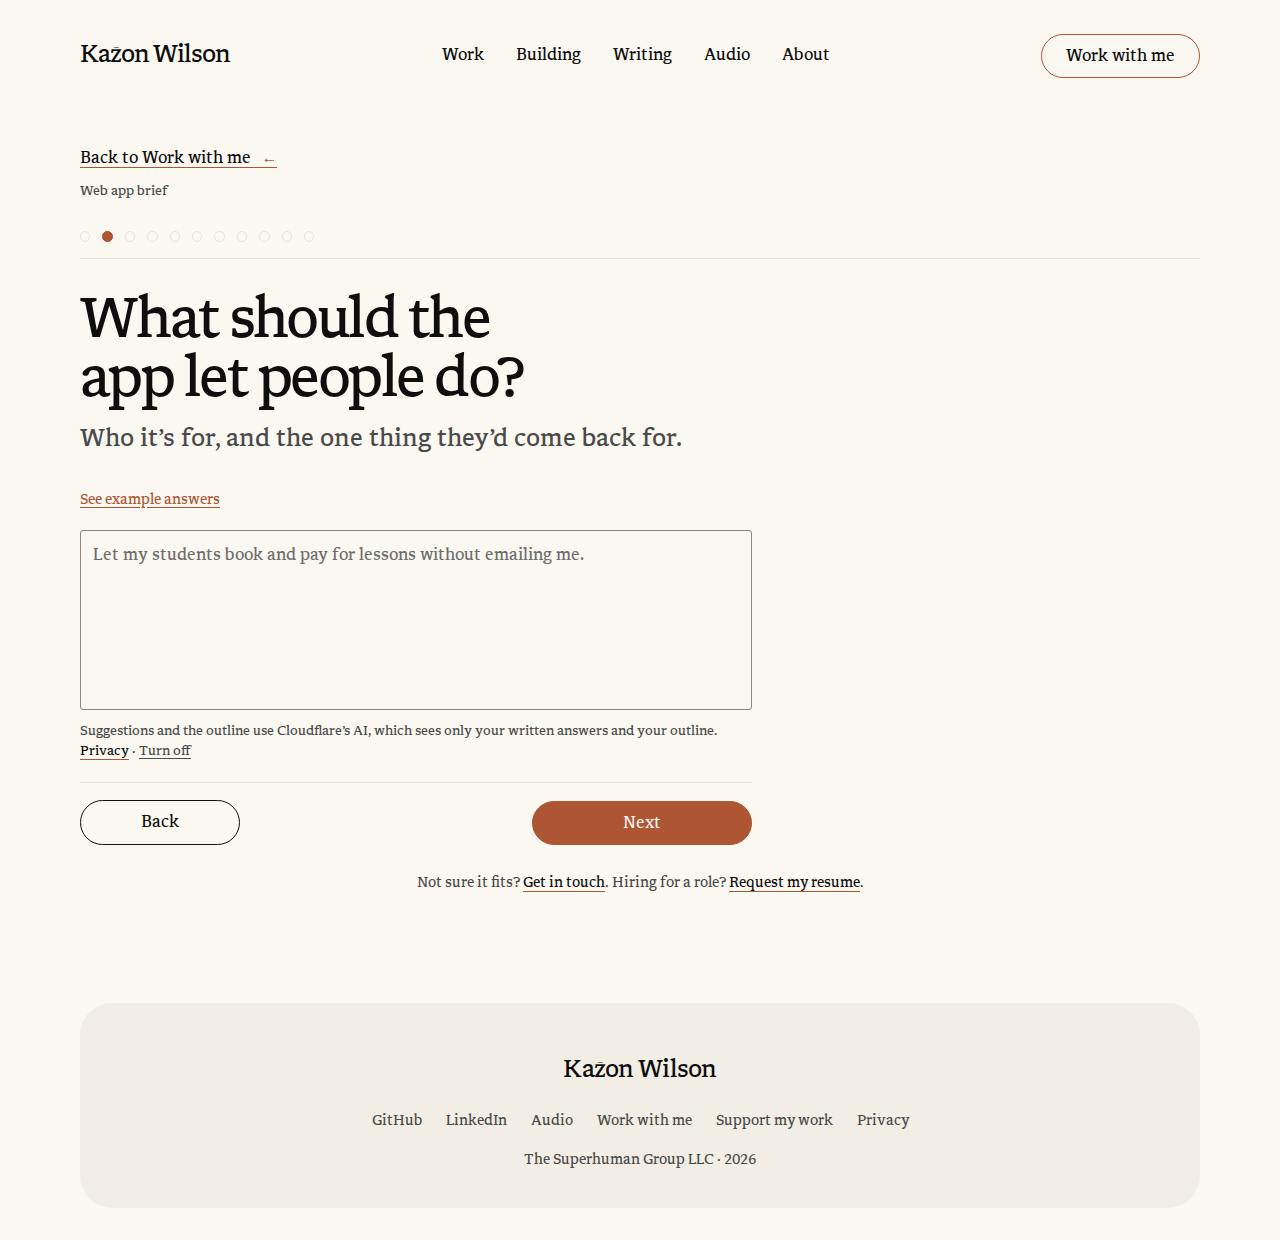 Kazon Wilson
Work
Building
Writing
Audio
About
Work with me
Back to Work with me ←
Web app brief
What should the
app let people do?
Who it’s for, and the one thing they’d come back for.
See example answers
Let my students book and pay for lessons without emailing me.
Suggestions and the outline use Cloudflare’s AI, which sees only your written answers and your outline.
Privacy · Turn off
Back
Next
Not sure it fits? Get in touch. Hiring for a role? Request my resume.
Kazon Wilson
GitHub
LinkedIn
Audio
Work with me
Support my work
Privacy
The Superhuman Group LLC · 2026